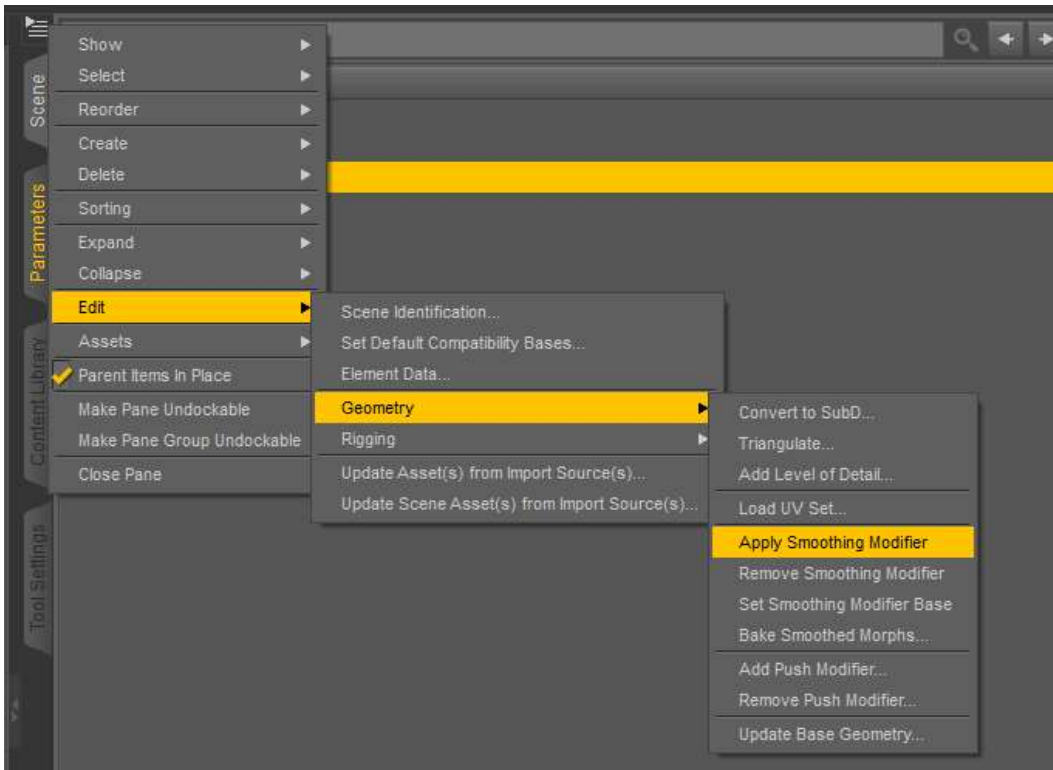 Scene
Parameters
Content Library
Tool Settings
Show
Select
Reorder
Create
Delete
Sorting
Expand
Collapse
Edit
Assets
Parent Items In Place
Make Pane Undockable
Make Pane Group Undockable
Close Pane
Scene Identification...
Set Default Compatibility Bases...
Element Data...
Geometry
Rigging
Update Asset(s) from Import Source(s)...
Update Scene Asset(s) from Import Source(s)...
Convert to SubD...
Triangulate...
Add Level of Detail...
Load UV Set...
Apply Smoothing Modifier
Remove Smoothing Modifier
Set Smoothing Modifier Base
Bake Smoothed Morphs...
Add Push Modifier...
Remove Push Modifier...
Update Base Geometry...